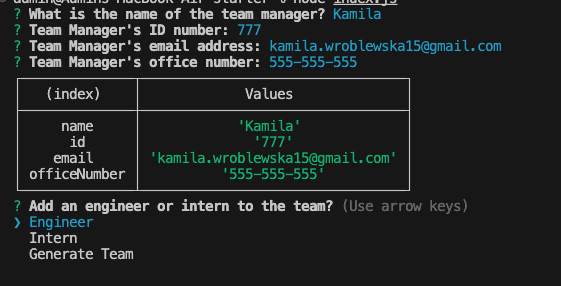 ? What is the name of the team manager? Kamila
? Team Manager's ID number: 777
? Team Manager's email address: kamila.wroblewska15@gmail.com
? Team Manager's office number: 555-555-555
(index) Values
name 'Kamila'
id '777'
email 'kamila.wroblewska15@gmail.com'
officeNumber '555-555-555'
? Add an engineer or intern to the team? (Use arrow keys)
❯ Engineer
Intern
Generate Team